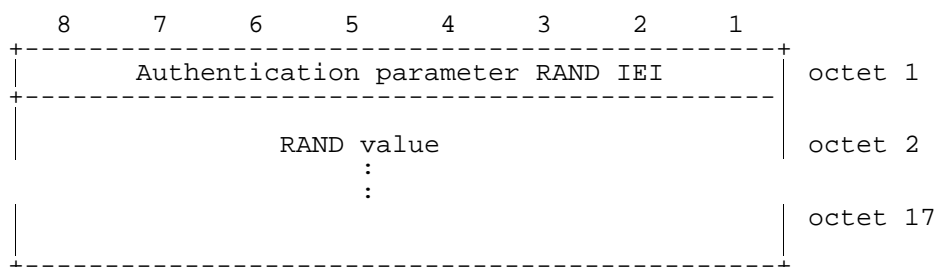 8 7 6 5 4 3 2 1
+-----------------------------------------------+
Authentication parameter RAND IEI octet 1
+-----------------------------------------------
RAND value octet 2
:
:
octet 17
+-----------------------------------------------+